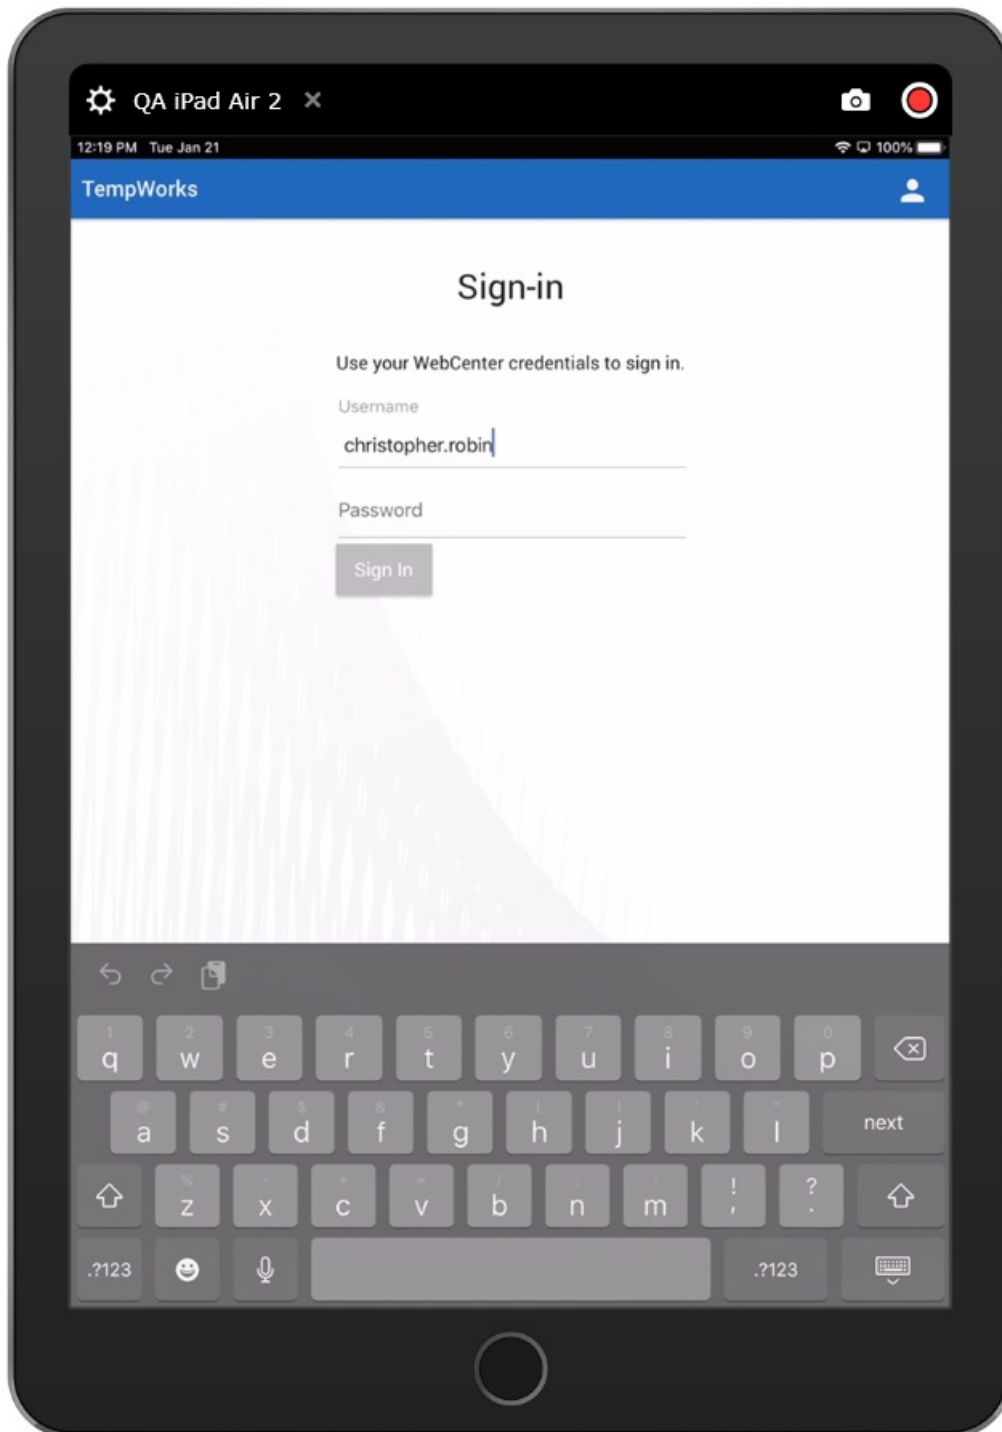 QA iPad Air 2
12:19 PM Tue Jan 21 100%
TempWorks
Sign-in
Use your WebCenter credentials to sign in.
Username
christopher.robin
Password
Sign In
1 2 3 4 5 6 7 8 9 0
q w e r t y u i o p
@ # $ & * ( ) ' "
a s d f g h j k l next
% - + = / ; : ! ?
z x c v b n m , .
.?123 .?123